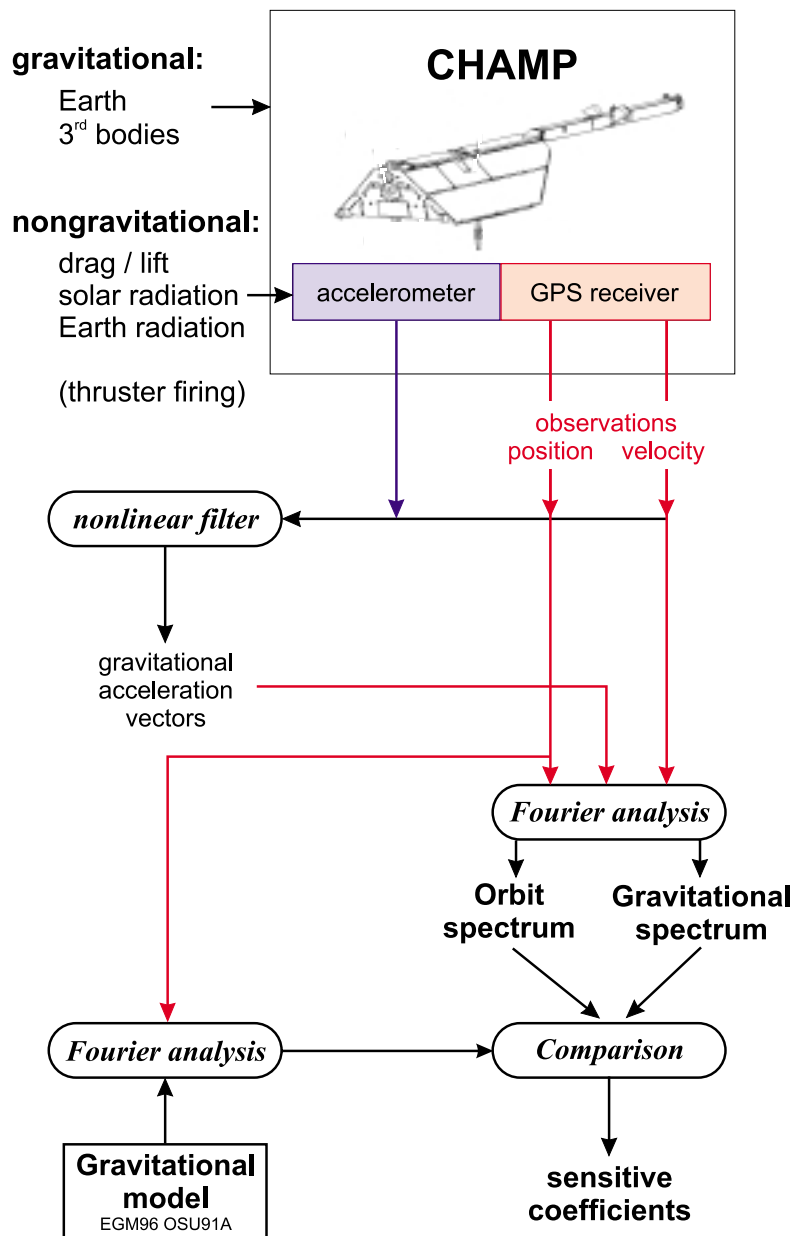 gravitational:
Earth
3rd bodies
CHAMP
nongravitational:
drag / lift
solar radiation
Earth radiation
(thruster firing)
accelerometer
GPS receiver
observations
position velocity
nonlinear filter
gravitational
acceleration
vectors
Fourier analysis
Orbit
spectrum
Gravitational
spectrum
Fourier analysis
Comparison
Gravitational
model
EGM96 OSU91A
sensitive
coefficients